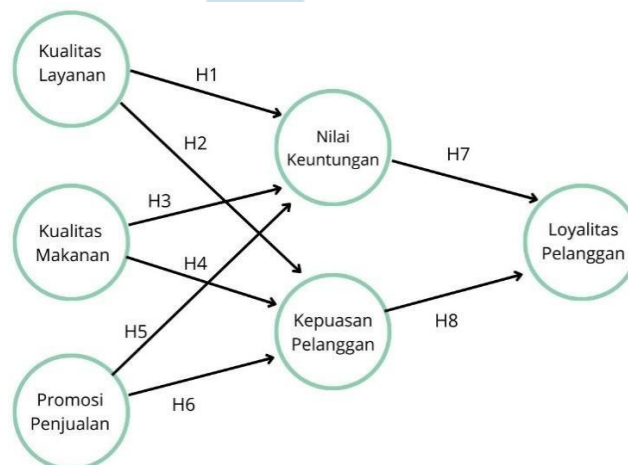 Kualitas
Layanan
H1
H2
Nilai
Keuntungan
H7
H3
Kualitas
Makanan
H4
Loyalitas
Pelanggan
H5
Kepuasan
Pelanggan
H8
H6
Promosi
Penjualan